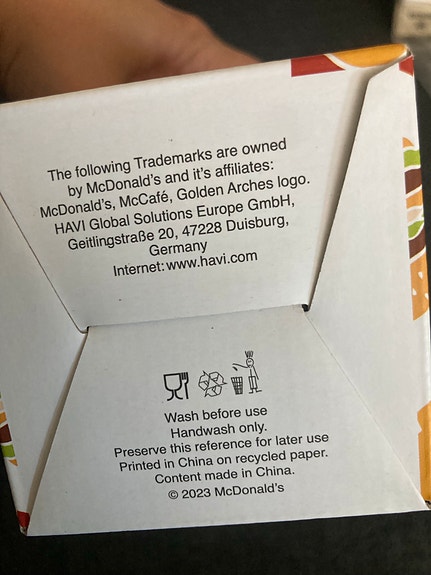 The following Trademarks are owned
by McDonald's and it's affiliates:
McDonald's, McCafé, Golden Arches logo.
HAVI Global Solutions Europe GmbH,
Geitlingstraße 20, 47228 Duisburg,
Germany
Internet: www.havi.com
Wash before use
Handwash only.
Preserve this reference for later use
Printed in China on recycled paper.
Content made in China.
© 2023 McDonald's